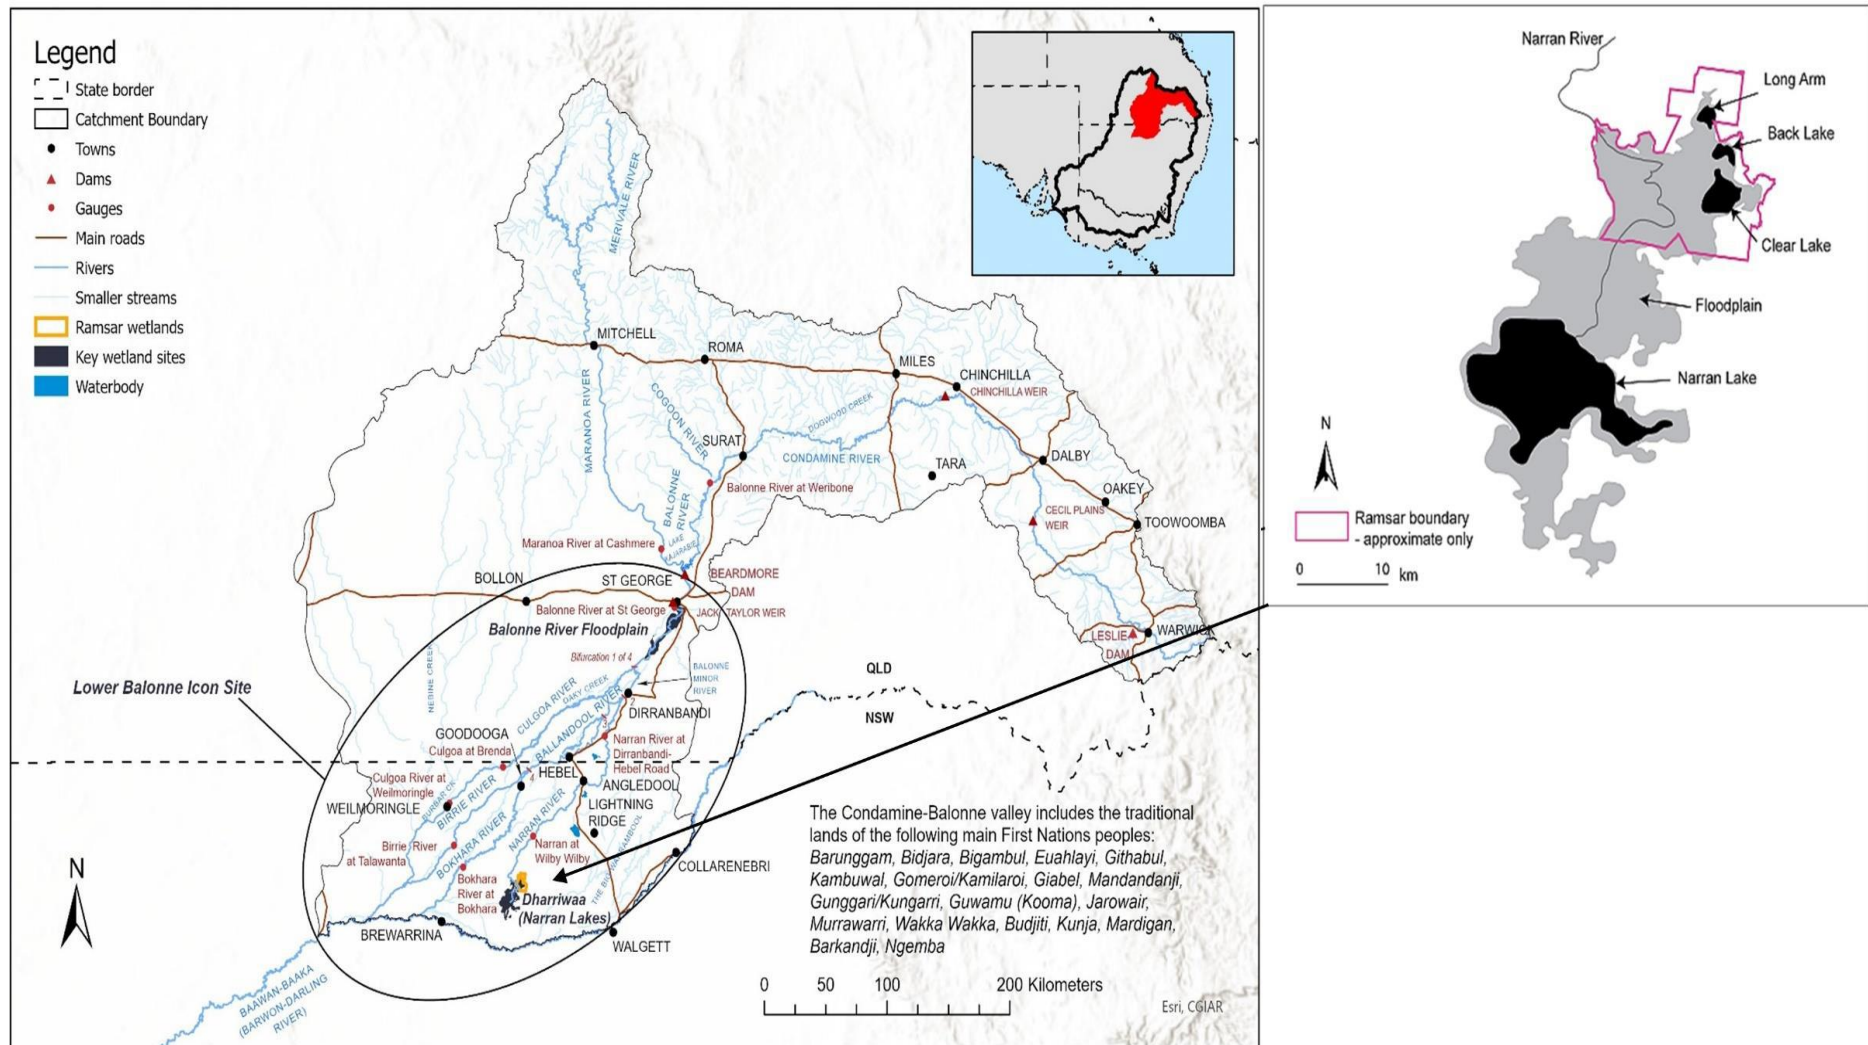 Legend
State border
Catchment Boundary
Towns
Dams
Gauges
Main roads
Rivers
Smaller streams
Ramsar wetlands
Key wetland sites
Waterbody
MERIVALE RIVER
MITCHELL
ROMA
MILES
CHINCHILLA
CHINCHILLA WEIR
MARANOA RIVER
COGOON RIVER
DOGWOOD CREEK
SURAT
CONDAMINE RIVER
TARA
DALBY
OAKEY
TOOWOOMBA
BALONNE
RIVER
Balonne River at Weribone
CECIL PLAINS
WEIR
Maranoa River at Cashmere
LAKE
KAJARABIE
BOLLON
ST GEORGE
BEARDMORE
DAM
Balonne River at St George
JACK TAYLOR WEIR
Balonne River Floodplain
LESLIE
DAM
WARWICK
Bifurcation 1 of 4
BALONNE
MINOR
RIVER
QLD
NSW
Lower Balonne Icon Site
NEBINE CREEK
CULGOA RIVER
OAKY CREEK
BALLANDOOL RIVER
2
DIRRANBANDI
3
GOODOOGA
Culgoa at Brenda
Narran River at
Dirranbandi-
Hebel Road
HEBEL
4
ANGLEDOOL
Culgoa River at
Weilmoringle
WEILMORINGLE
BIRRIE RIVER
LIGHTNING
RIDGE
NARRAN RIVER
BOKHARA RIVER
Birrie River
at Talawanta
Narran at
Wilby Wilby
COLLARENEBRI
Bokhara
River at
Bokhara
Dharriwaa
(Narran Lakes)
BREWARRINA
WALGETT
BAAWAN-BAAKA
(BARWON-DARLING
RIVER)
N
The Condamine-Balonne valley includes the traditional
lands of the following main First Nations peoples:
Barunggam, Bidjara, Bigambul, Euahlayi, Githabul,
Kambuwal, Gomeroi/Kamilaroi, Giabel, Mandandanji,
Gunggari/Kungarri, Guwamu (Kooma), Jarowair,
Murrawarri, Wakka Wakka, Budjiti, Kunja, Mardigan,
Barkandji, Ngemba
0 50 100 200 Kilometers
Esri, CGIAR
Narran River
Long Arm
Back Lake
Clear Lake
Floodplain
Narran Lake
N
Ramsar boundary
- approximate only
0 10 km